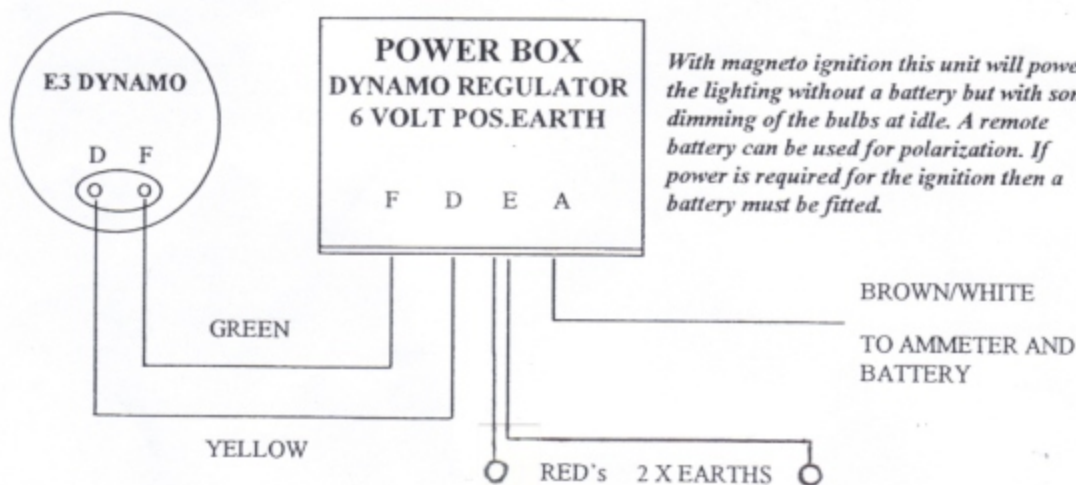 E3 DYNAMO
D F
POWER BOX
DYNAMO REGULATOR
6 VOLT POS.EARTH
F D E A
With magneto ignition this unit will powe
the lighting without a battery but with son
dimming of the bulbs at idle. A remote
battery can be used for polarization. If
power is required for the ignition then a
battery must be fitted.
GREEN
YELLOW
BROWN/WHITE
TO AMMETER AND
BATTERY
RED's 2 X EARTHS